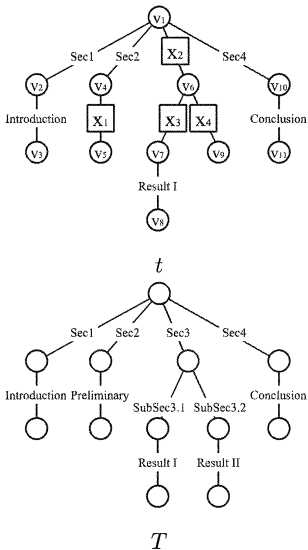 v1
Sec1 Sec2 x2 Sec4
v2 v4 v6 v10
Introduction x1 x3 x4 Conclusion
v3 v5 v7 v9 v11
Result I
v8
t
Sec1 Sec2 Sec3 Sec4
Introduction Preliminary SubSec3.1 SubSec3.2 Conclusion
Result I Result II
T